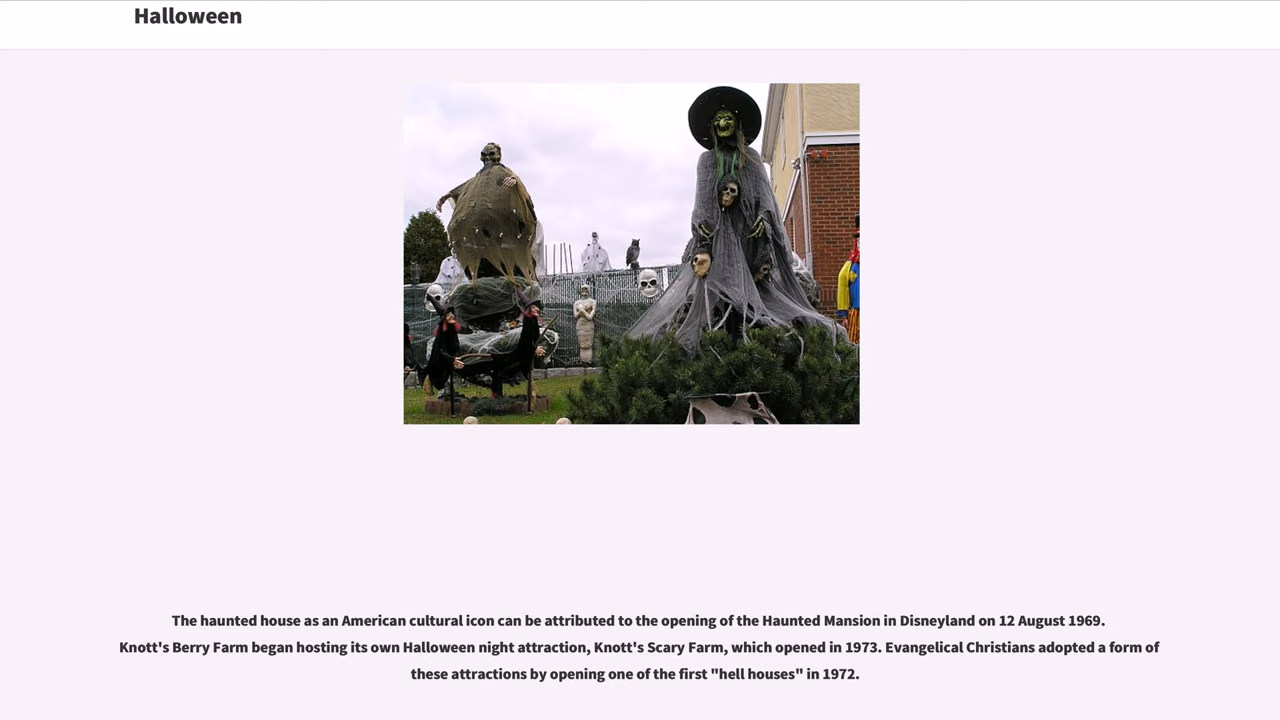 Halloween
The haunted house as an American cultural icon can be attributed to the opening of the Haunted Mansion in Disneyland on 12 August 1969.
Knott's Berry Farm began hosting its own Halloween night attraction, Knott's Scary Farm, which opened in 1973. Evangelical Christians adopted a form of
these attractions by opening one of the first "hell houses" in 1972.